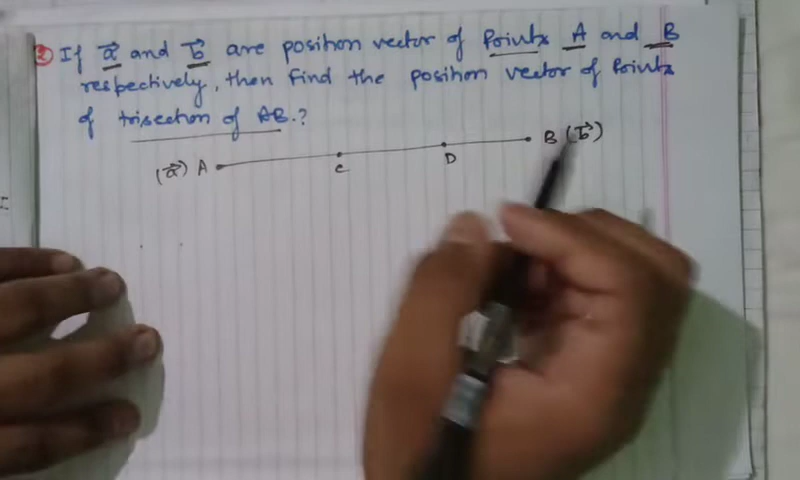 ② If a⃗ and b⃗ are position vector of Points A and B
respectively, then Find the position vector of Points
of trisection of AB.?
(a⃗) A C D B (b⃗)